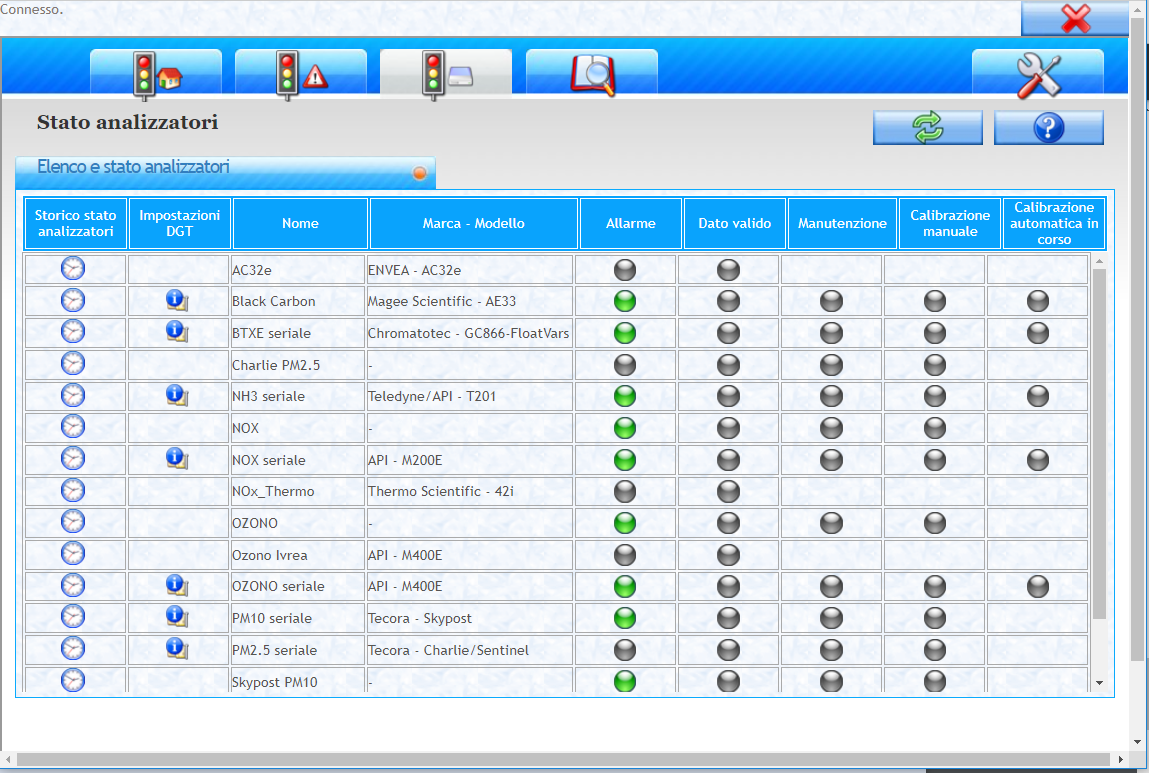 Connesso.
Stato analizzatori
Elenco e stato analizzatori
Storico stato analizzatori Impostazioni DGT Nome Marca - Modello Allarme Dato valido Manutenzione Calibrazione manuale Calibrazione automatica in corso
AC32e ENVEA - AC32e
Black Carbon Magee Scientific - AE33
BTXE seriale Chromatotec - GC866-FloatVars
Charlie PM2.5 -
NH3 seriale Teledyne/API - T201
NOX -
NOX seriale API - M200E
NOx_Thermo Thermo Scientific - 42i
OZONO -
Ozono Ivrea API - M400E
OZONO seriale API - M400E
PM10 seriale Tecora - Skypost
PM2.5 seriale Tecora - Charlie/Sentinel
Skypost PM10 -